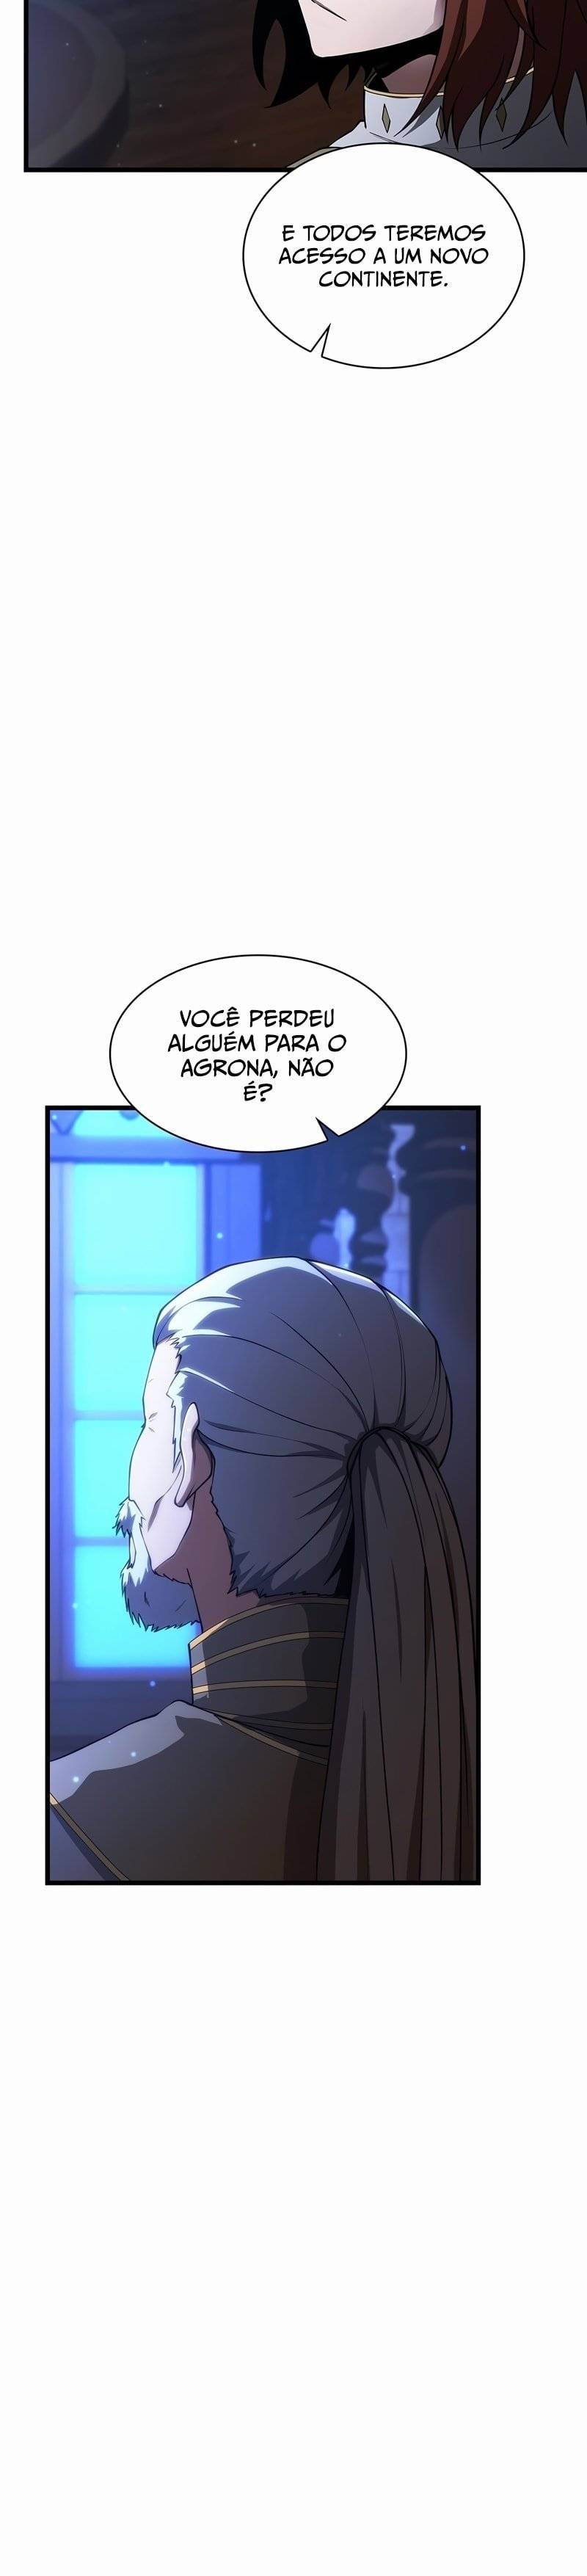 E TODOS TEREMOS
ACESSO A UM NOVO
CONTINENTE.
VOCÊ PERDEU
ALGUÉM PARA O
AGRONA, NÃO
É?